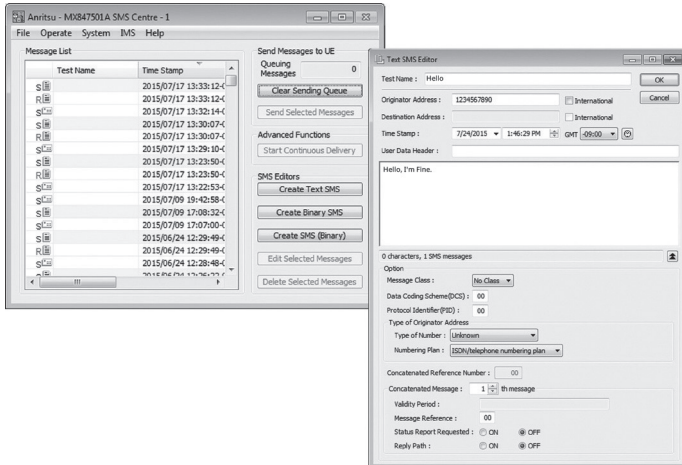 Anritsu - MX847501A SMS Centre - 1
File Operate System IMS Help
Message List
Test Name Time Stamp
S 2015/07/17 13:33:12-(
R 2015/07/17 13:33:12-(
S 2015/07/17 13:32:14-(
S 2015/07/17 13:30:07-(
R 2015/07/17 13:30:07-(
S 2015/07/17 13:29:10-(
S 2015/07/17 13:23:50-(
R 2015/07/17 13:23:50-(
S 2015/07/17 13:22:53-(
S 2015/07/09 19:42:58-(
S 2015/07/09 17:08:32-(
S 2015/07/09 17:07:00-(
S 2015/06/24 12:29:49-(
R 2015/06/24 12:29:49-(
S 2015/06/24 12:28:48-(
Send Messages to UE
Queuing Messages 0
Clear Sending Queue
Send Selected Messages
Advanced Functions
Start Continuous Delivery
SMS Editors
Create Text SMS
Create Binary SMS
Create SMS (Binary)
Edit Selected Messages
Delete Selected Messages
Text SMS Editor
Test Name : Hello
OK
Originator Address : 1234567890 International
Cancel
Destination Address : International
Time Stamp : 7/24/2015 1:46:29 PM GMT -09:00
User Data Header :
Hello, I'm Fine.
0 characters, 1 SMS messages
Option
Message Class : No Class
Data Coding Scheme(DCS) : 00
Protocol Identifier(PID) : 00
Type of Originator Address
Type of Number : Unknown
Numbering Plan : ISDN/telephone numbering plan
Concatenated Reference Number : 00
Concatenated Message : 1 th message
Validity Period :
Message Reference : 00
Status Report Requested : ON OFF
Reply Path : ON OFF